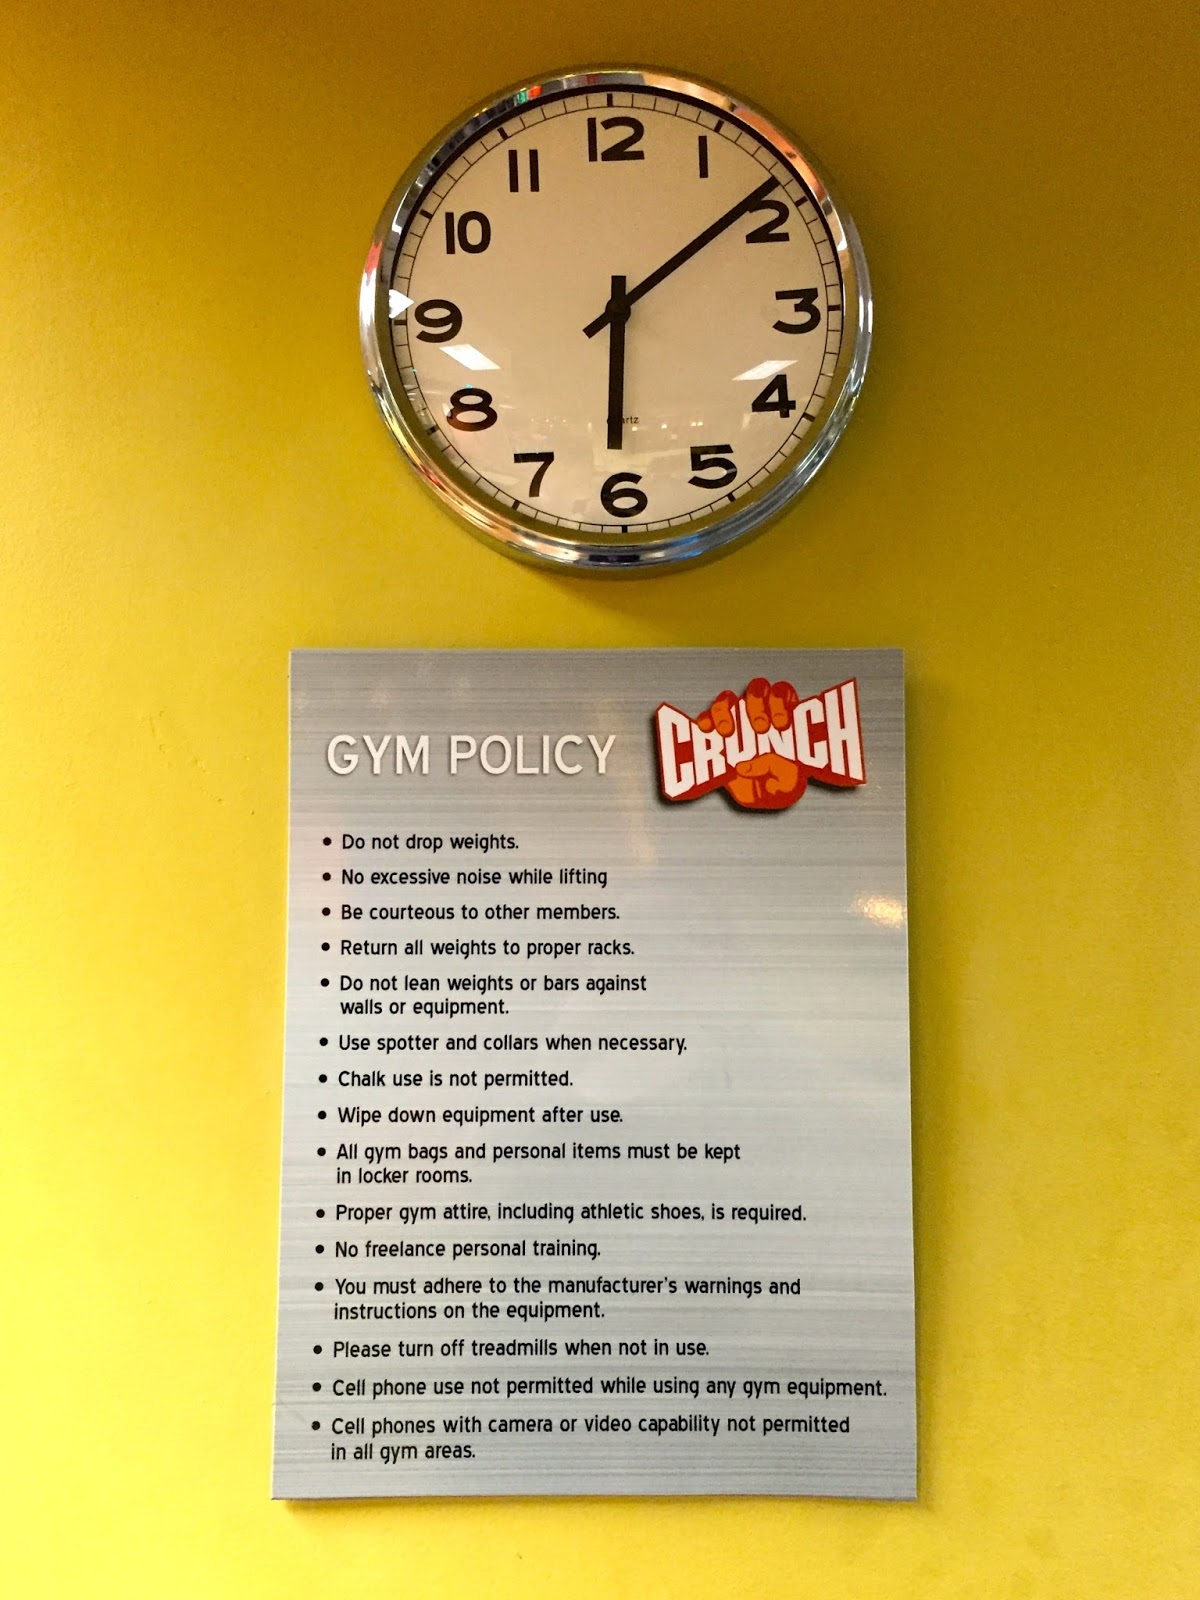 12
11
1
10
2
9
3
8
4
7
5
6
GYM POLICY
CRUNCH
• Do not drop weights.
• No excessive noise while lifting
• Be courteous to other members.
• Return all weights to proper racks.
• Do not lean weights or bars against
walls or equipment.
• Use spotter and collars when necessary.
• Chalk use is not permitted.
• Wipe down equipment after use.
• All gym bags and personal items must be kept
in locker rooms.
• Proper gym attire, including athletic shoes, is required.
• No freelance personal training.
• You must adhere to the manufacturer's warnings and
instructions on the equipment.
• Please turn off treadmills when not in use.
• Cell phone use not permitted while using any gym equipment.
• Cell phones with camera or video capability not permitted
in all gym areas.